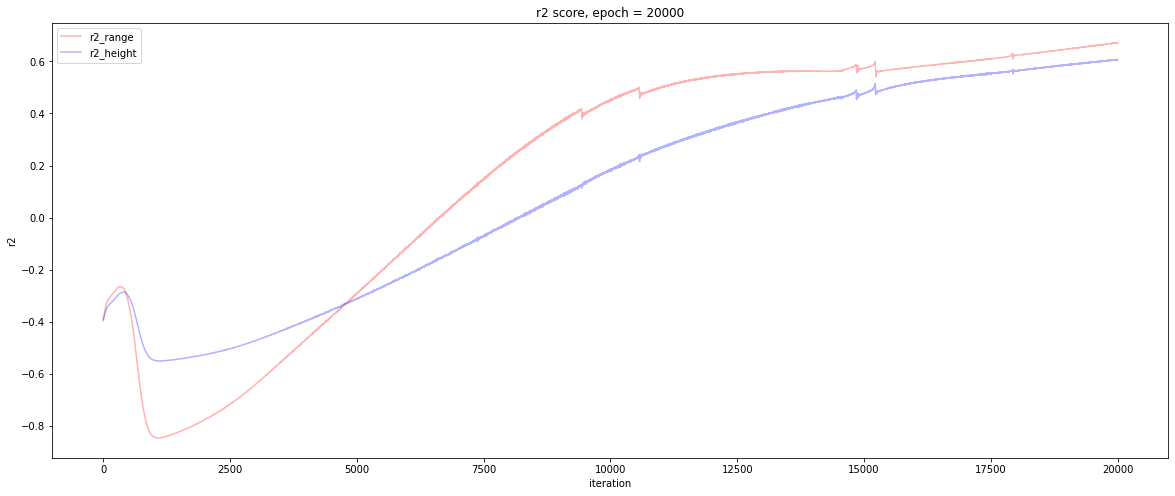 r2 score, epoch = 20000
r2_range
r2_height
0.6
0.4
0.2
0.0
−0.2
−0.4
−0.6
−0.8
r2
0 2500 5000 7500 10000 12500 15000 17500 20000
iteration